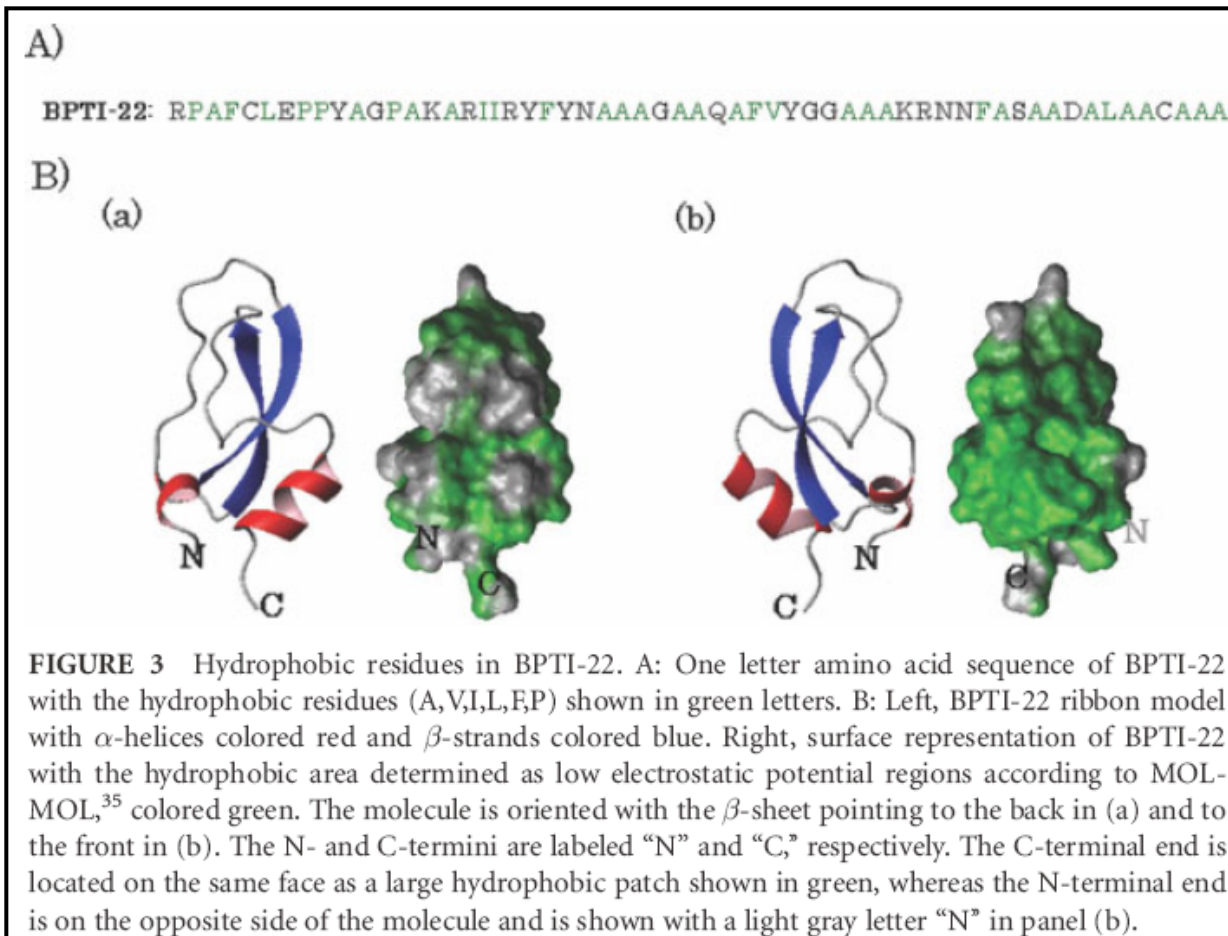 A)
BPTI-22: RPAFCLEPPYAGPAKARIIRYFYNAAAGAAQAFVYGGAAAKRNNFASAADALAACAAA
B)
(a) (b)
N C N C C N C N
FIGURE 3 Hydrophobic residues in BPTI-22. A: One letter amino acid sequence of BPTI-22
with the hydrophobic residues (A,V,I,L,F,P) shown in green letters. B: Left, BPTI-22 ribbon model
with α-helices colored red and β-strands colored blue. Right, surface representation of BPTI-22
with the hydrophobic area determined as low electrostatic potential regions according to MOL-
MOL,³⁵ colored green. The molecule is oriented with the β-sheet pointing to the back in (a) and to
the front in (b). The N- and C-termini are labeled “N” and “C,” respectively. The C-terminal end is
located on the same face as a large hydrophobic patch shown in green, whereas the N-terminal end
is on the opposite side of the molecule and is shown with a light gray letter “N” in panel (b).